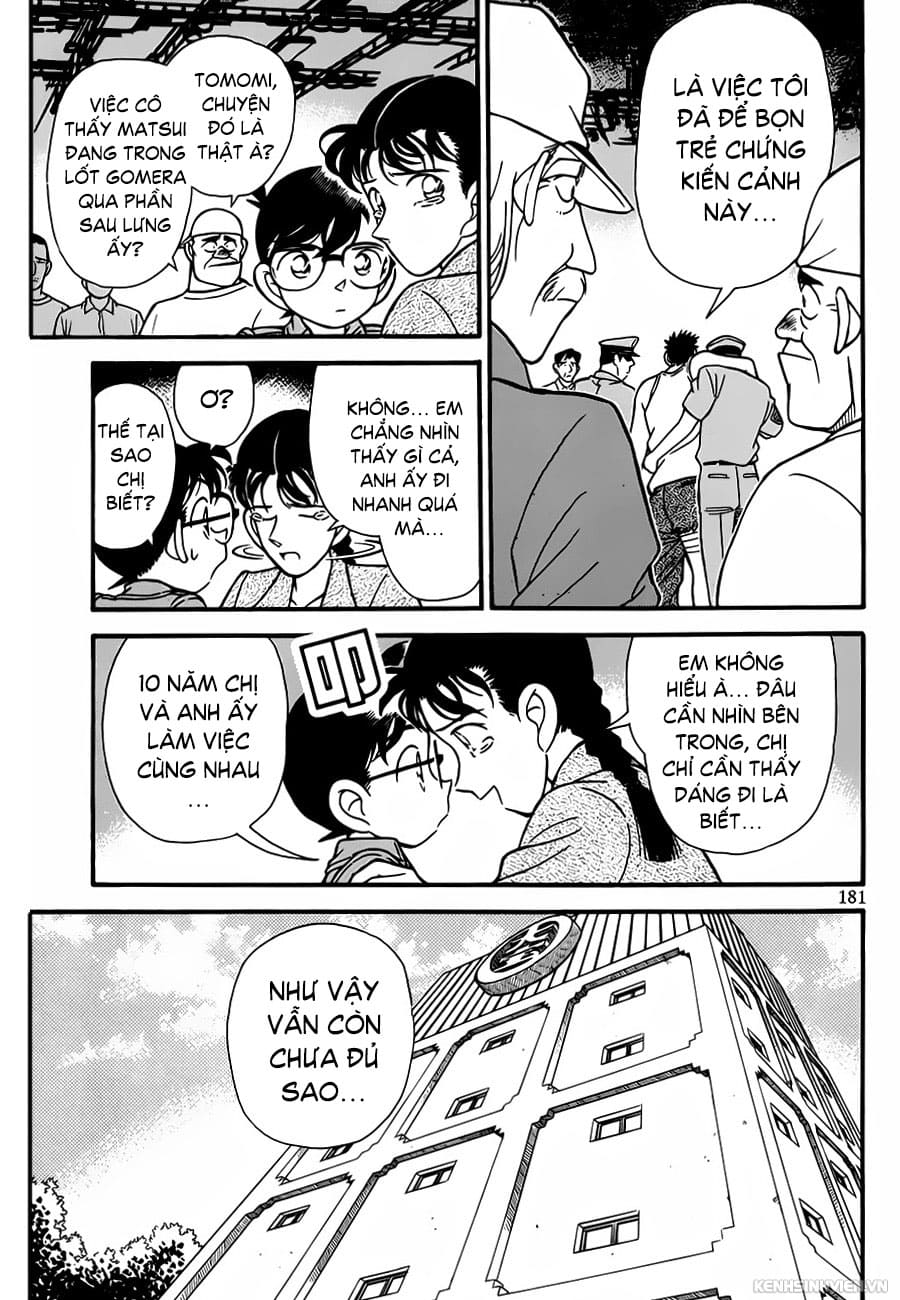 LÀ VIỆC TÔI
ĐÃ ĐỂ BỌN
TRẺ CHỨNG
KIẾN CẢNH
NÀY...
TOMOMI,
CHUYỆN
ĐÓ LÀ
THẬT À?
VIỆC CÔ
THẤY MATSUI
ĐANG TRONG
LỐT GOMERA
QUA PHẦN
SAU LƯNG
ẤY?
KHÔNG... EM
CHẲNG NHÌN
THẤY GÌ CẢ,
ANH ẤY ĐI
NHANH QUÁ
MÀ...
Ơ?
THẾ TẠI
SAO
CHỊ
BIẾT?
EM KHÔNG
HIỂU À... ĐÂU
CẦN NHÌN BÊN
TRONG, CHỊ
CHỈ CẦN THẤY
DÁNG ĐI LÀ
BIẾT...
10 NĂM CHỊ
VÀ ANH ẤY
LÀM VIỆC
CÙNG NHAU
...
181
NHƯ VẬY
VẪN CÒN
CHƯA ĐỦ
SAO...
KENHSINHVIEN.VN